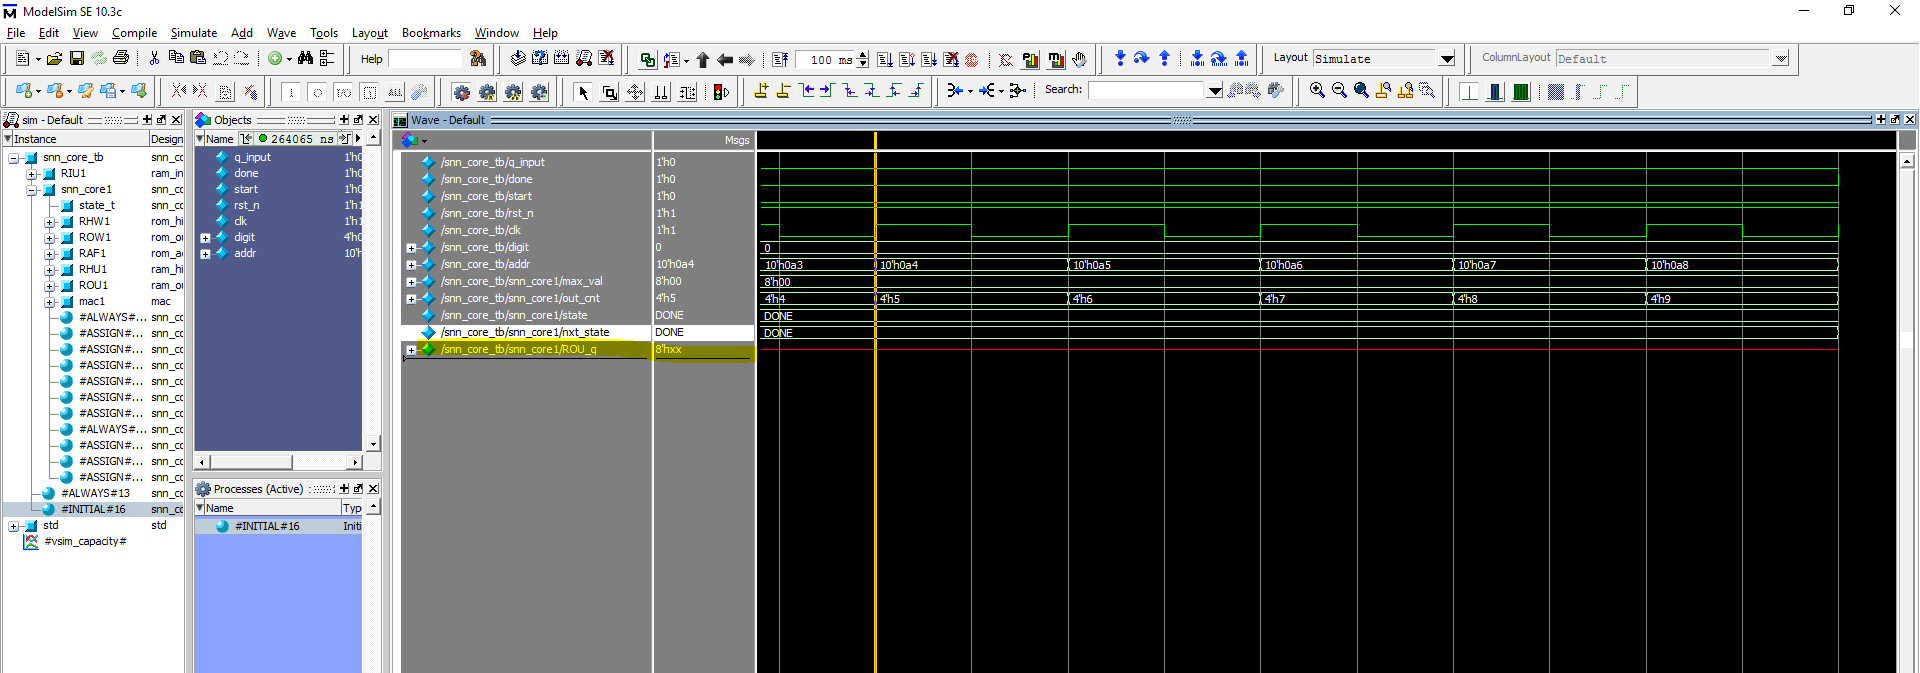 ModelSim SE 10.3c
File Edit View Compile Simulate Add Wave Tools Layout Bookmarks Window Help
Help 100 ms Layout Simulate ColumnLayout Default
Search:
sim - Default
Instance Design
snn_core_tb snn_cc
RIU1 ram_in
snn_core1 snn_cc
state_t snn_cc
RHW1 rom_hi
ROW1 rom_ou
RAF1 rom_ac
RHU1 ram_hi
ROU1 ram_ou
mac1 mac
#ALWAYS#... snn_cc
#ASSIGN#... snn_cc
#ASSIGN#... snn_cc
#ASSIGN#... snn_cc
#ASSIGN#... snn_cc
#ASSIGN#... snn_cc
#ASSIGN#... snn_cc
#ALWAYS#... snn_cc
#ASSIGN#... snn_cc
#ASSIGN#... snn_cc
#ASSIGN#... snn_cc
#ALWAYS#13 snn_cc
#INITIAL#16 snn_cc
std std
#vsim_capacity#
Objects
Name 264065 ns
q_input 1'h0
done 1'h0
start 1'h0
rst_n 1'h1
clk 1'h1
digit 4'h0
addr 10'h
Processes (Active)
Name Typ
#INITIAL#16 Initi
Wave - Default
Msgs
/snn_core_tb/q_input 1'h0
/snn_core_tb/done 1'h0
/snn_core_tb/start 1'h0
/snn_core_tb/rst_n 1'h1
/snn_core_tb/clk 1'h1
/snn_core_tb/digit 0 0
/snn_core_tb/addr 10'h0a4 10'h0a3 10'h0a4 10'h0a5 10'h0a6 10'h0a7 10'h0a8
/snn_core_tb/snn_core1/max_val 8'h00 8'h00
/snn_core_tb/snn_core1/out_cnt 4'h5 4'h4 4'h5 4'h6 4'h7 4'h8 4'h9
/snn_core_tb/snn_core1/state DONE DONE
/snn_core_tb/snn_core1/nxt_state DONE DONE
/snn_core_tb/snn_core1/ROU_q 8'hxx